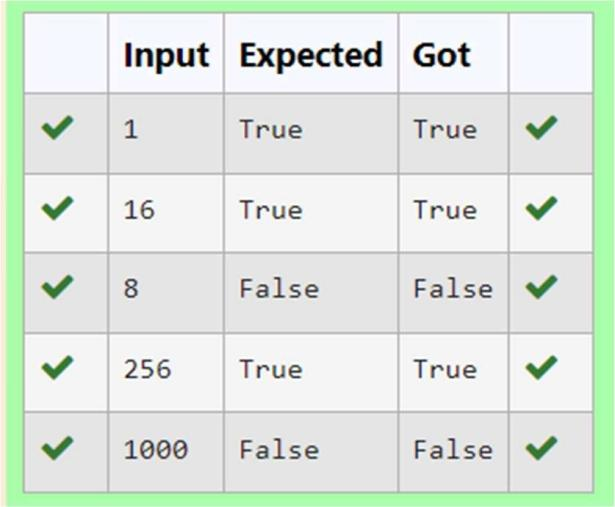 Input Expected Got
1 True True
16 True True
8 False False
256 True True
1000 False False